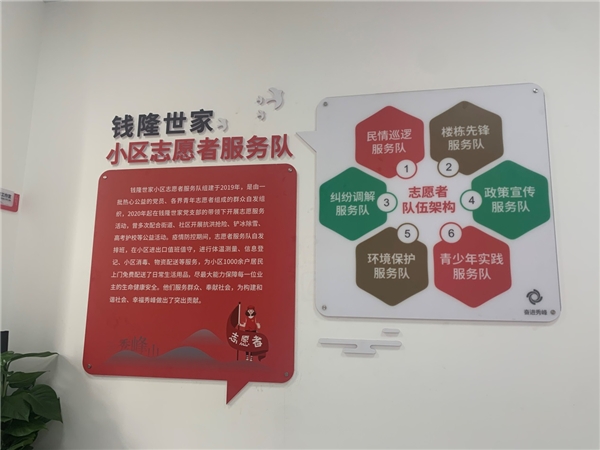 钱隆世家
小区志愿者服务队
钱隆世家小区志愿者服务队组建于2019年，是由一
批热心公益的党员、各界青年志愿者组成的群众自发组
织，2020年起在钱隆世家党支部的带领下开展志愿服务
活动，曾多次配合街道、社区开展抗洪抢险、铲冰除雪、
高考护校等公益活动。疫情防控期间，志愿者服务队自发
排班，在小区进出口值班值守，进行体温测量、信息登
记、小区消毒、物资配送等服务，为小区1000余户居民
上门免费配送了日常生活用品，尽最大能力保障每一位业
主的生命健康安全。他们服务群众，奉献社会，为构建和
谐社会、幸福秀峰做出了突出贡献。
志愿者
民情巡逻
服务队
1
楼栋先锋
服务队
2
纠纷调解
服务队
3
志愿者
队伍架构
4
政策宣传
服务队
5
环境保护
服务队
6
青少年实践
服务队
奋进秀峰